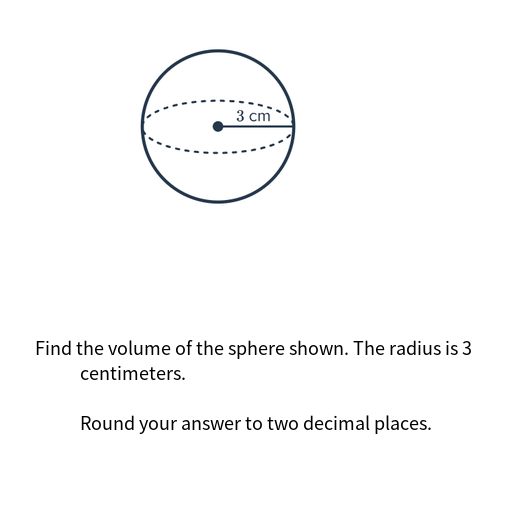 3 cm
Find the volume of the sphere shown. The radius is 3
centimeters.
Round your answer to two decimal places.